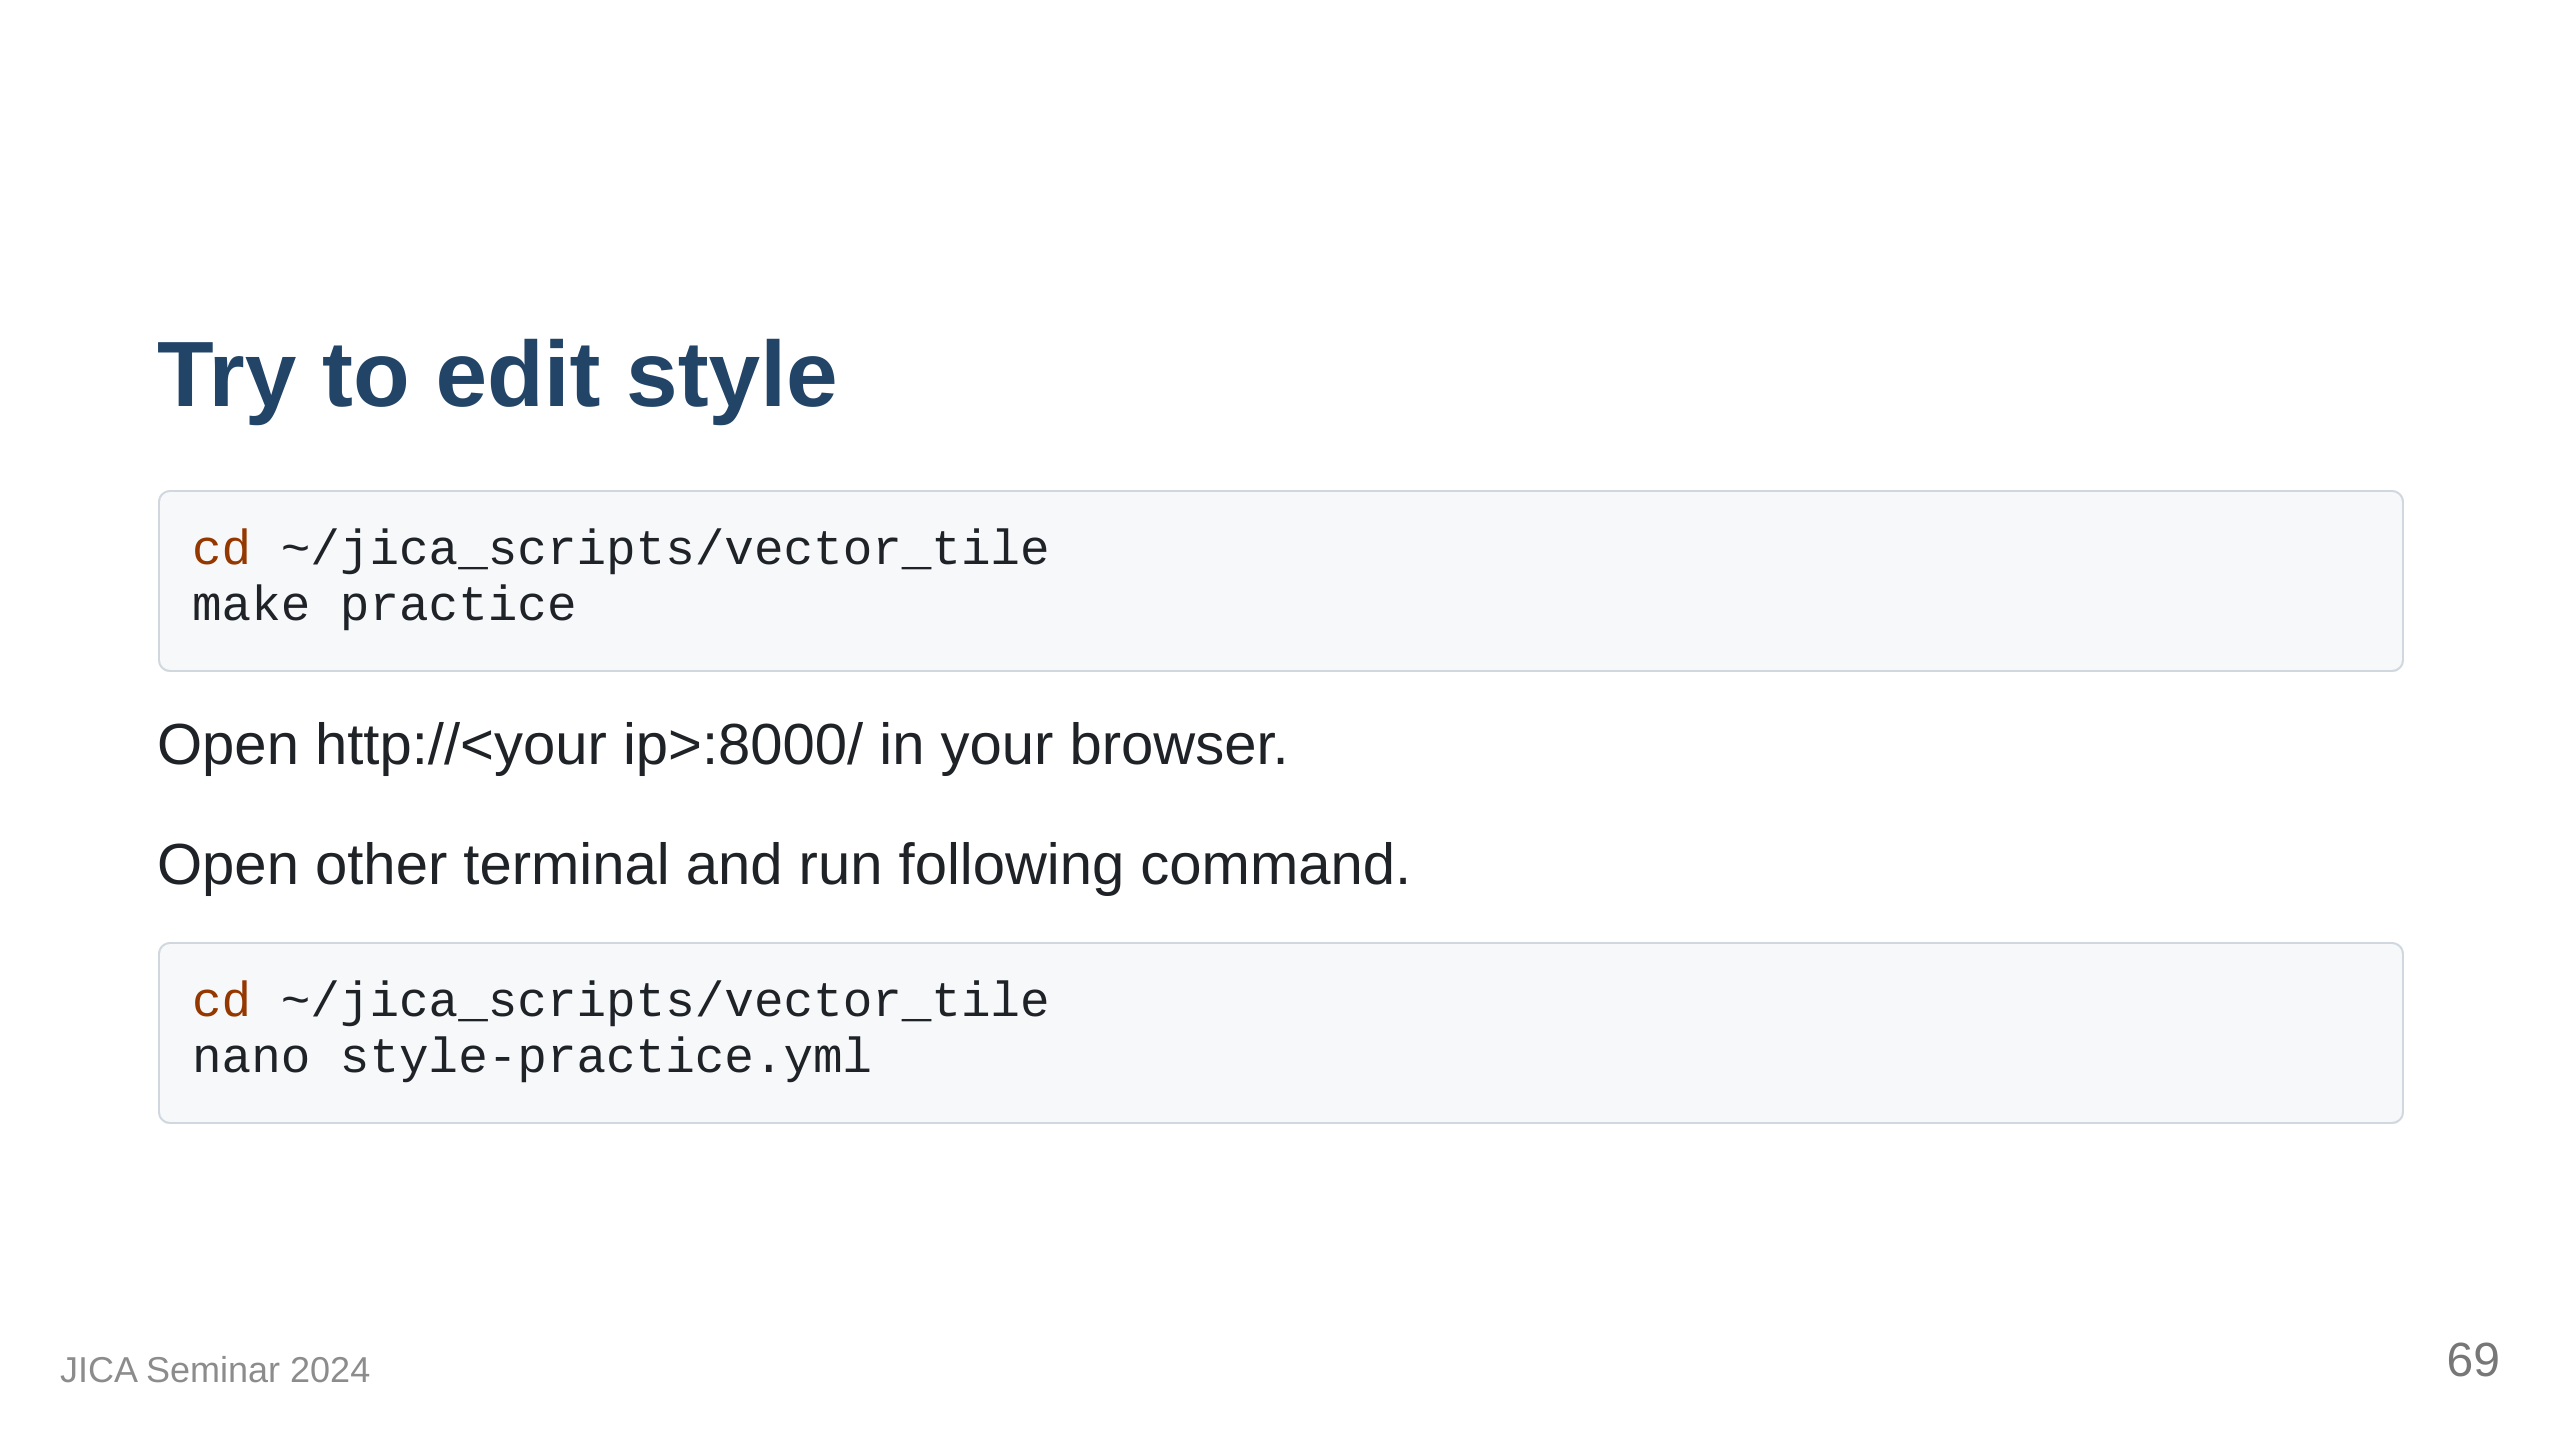 Try to edit style
cd ~/jica_scripts/vector_tile
make practice
Open http://<your ip>:8000/ in your browser.
Open other terminal and run following command.
cd ~/jica_scripts/vector_tile
nano style-practice.yml
JICA Seminar 2024
69